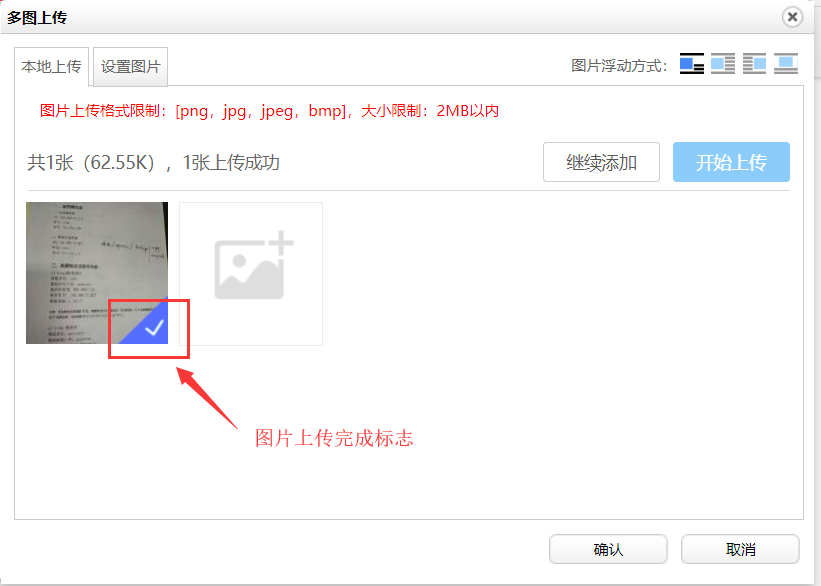 多图上传
本地上传 设置图片 图片浮动方式：
图片上传格式限制：[png，jpg，jpeg，bmp]，大小限制：2MB以内
共1张（62.55K），1张上传成功 继续添加 开始上传
图片上传完成标志
确认 取消